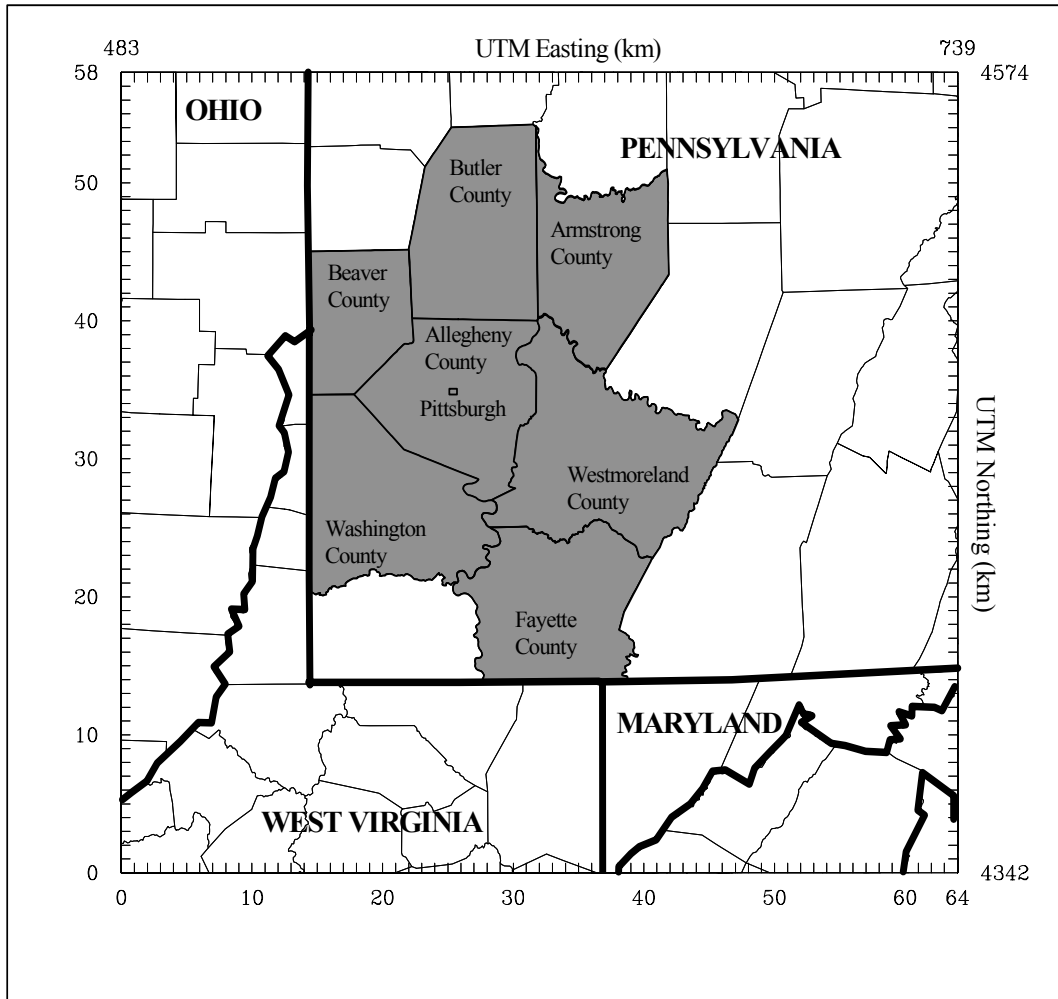 483
UTM Easting (km)
739
58
4574
OHIO
PENNSYLVANIA
50
Butler
County
Armstrong
County
Beaver
County
40
Allegheny
County
Pittsburgh
UTM Northing (km)
30
Westmoreland
County
Washington
County
20
Fayette
County
MARYLAND
10
WEST VIRGINIA
0
4342
0
10
20
30
40
50
60
64